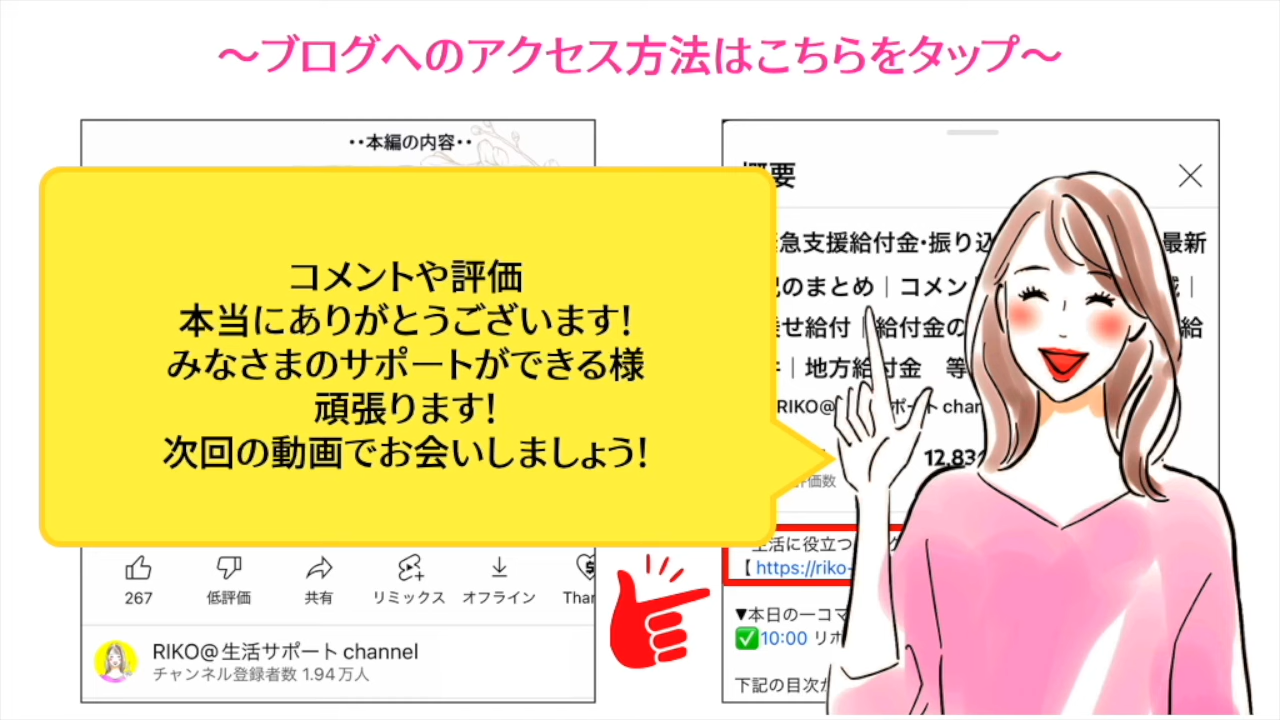 ～ブログへのアクセス方法はこちらをタップ～
••本編の内容••
コメントや評価
本当にありがとうございます!
みなさまのサポートができる様
頑張ります!
次回の動画でお会いしましょう!
267
低評価
共有
リミックス
オフライン
RIKO@生活サポート channel
チャンネル登録者数 1.94万人
概要
急支援給付金･振り込
最新
のまとめ｜コメン
せ給付｜給付金の
給
｜地方給付金 等
RIKO@
ポート chan
12,83
評価数
生活に役立つ
【 https://riko-
▼本日の一コマ
✅10:00 リホ
下記の目次か